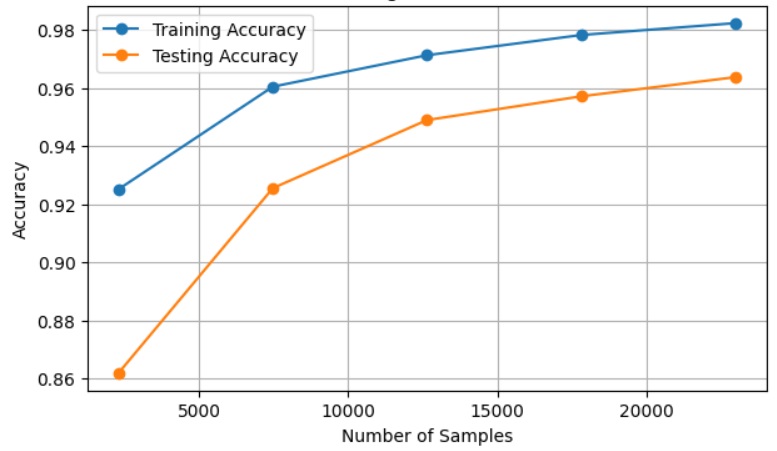 0.98
0.96
0.94
0.92
0.90
0.88
0.86
Accuracy
Training Accuracy
Testing Accuracy
5000 10000 15000 20000
Number of Samples